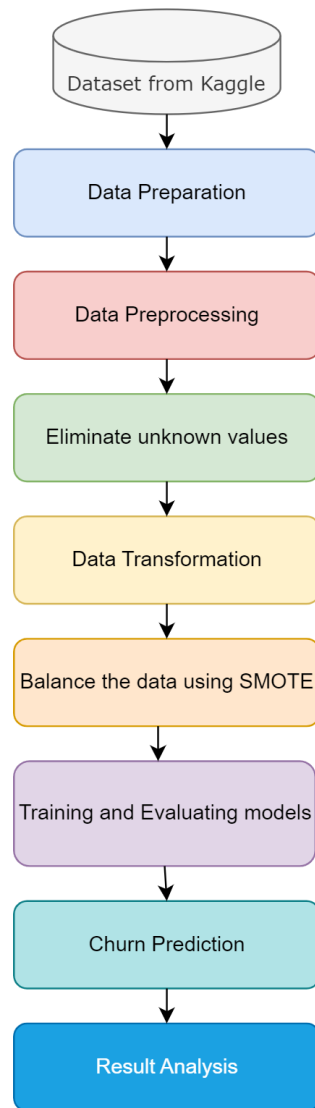 Dataset from Kaggle
Data Preparation
Data Preprocessing
Eliminate unknown values
Data Transformation
Balance the data using SMOTE
Training and Evaluating models
Churn Prediction
Result Analysis